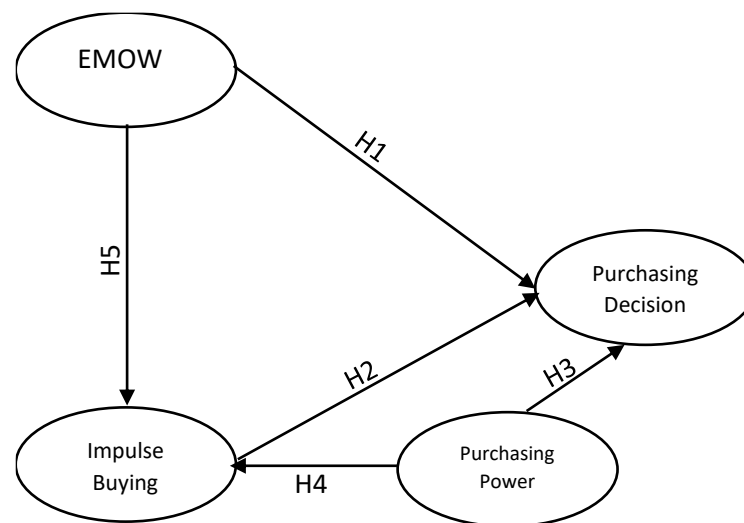 EMOW
H1
H5
Purchasing
Decision
H2
H3
Impulse
Buying
Purchasing
Power
H4